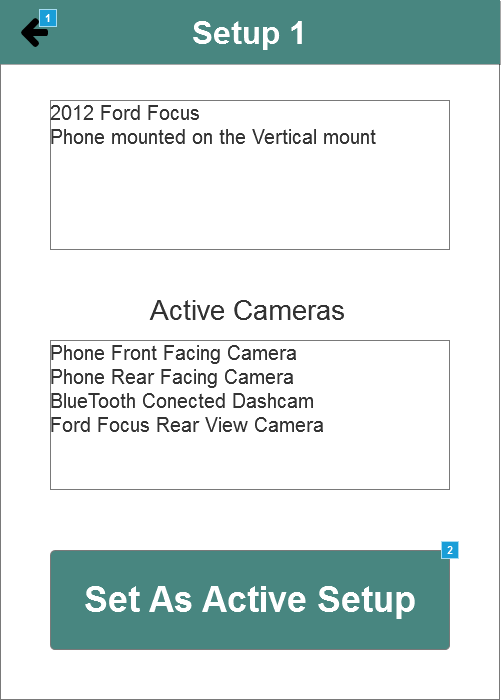 1
Setup 1
2012 Ford Focus
Phone mounted on the Vertical mount
Active Cameras
Phone Front Facing Camera
Phone Rear Facing Camera
BlueTooth Conected Dashcam
Ford Focus Rear View Camera
2
Set As Active Setup